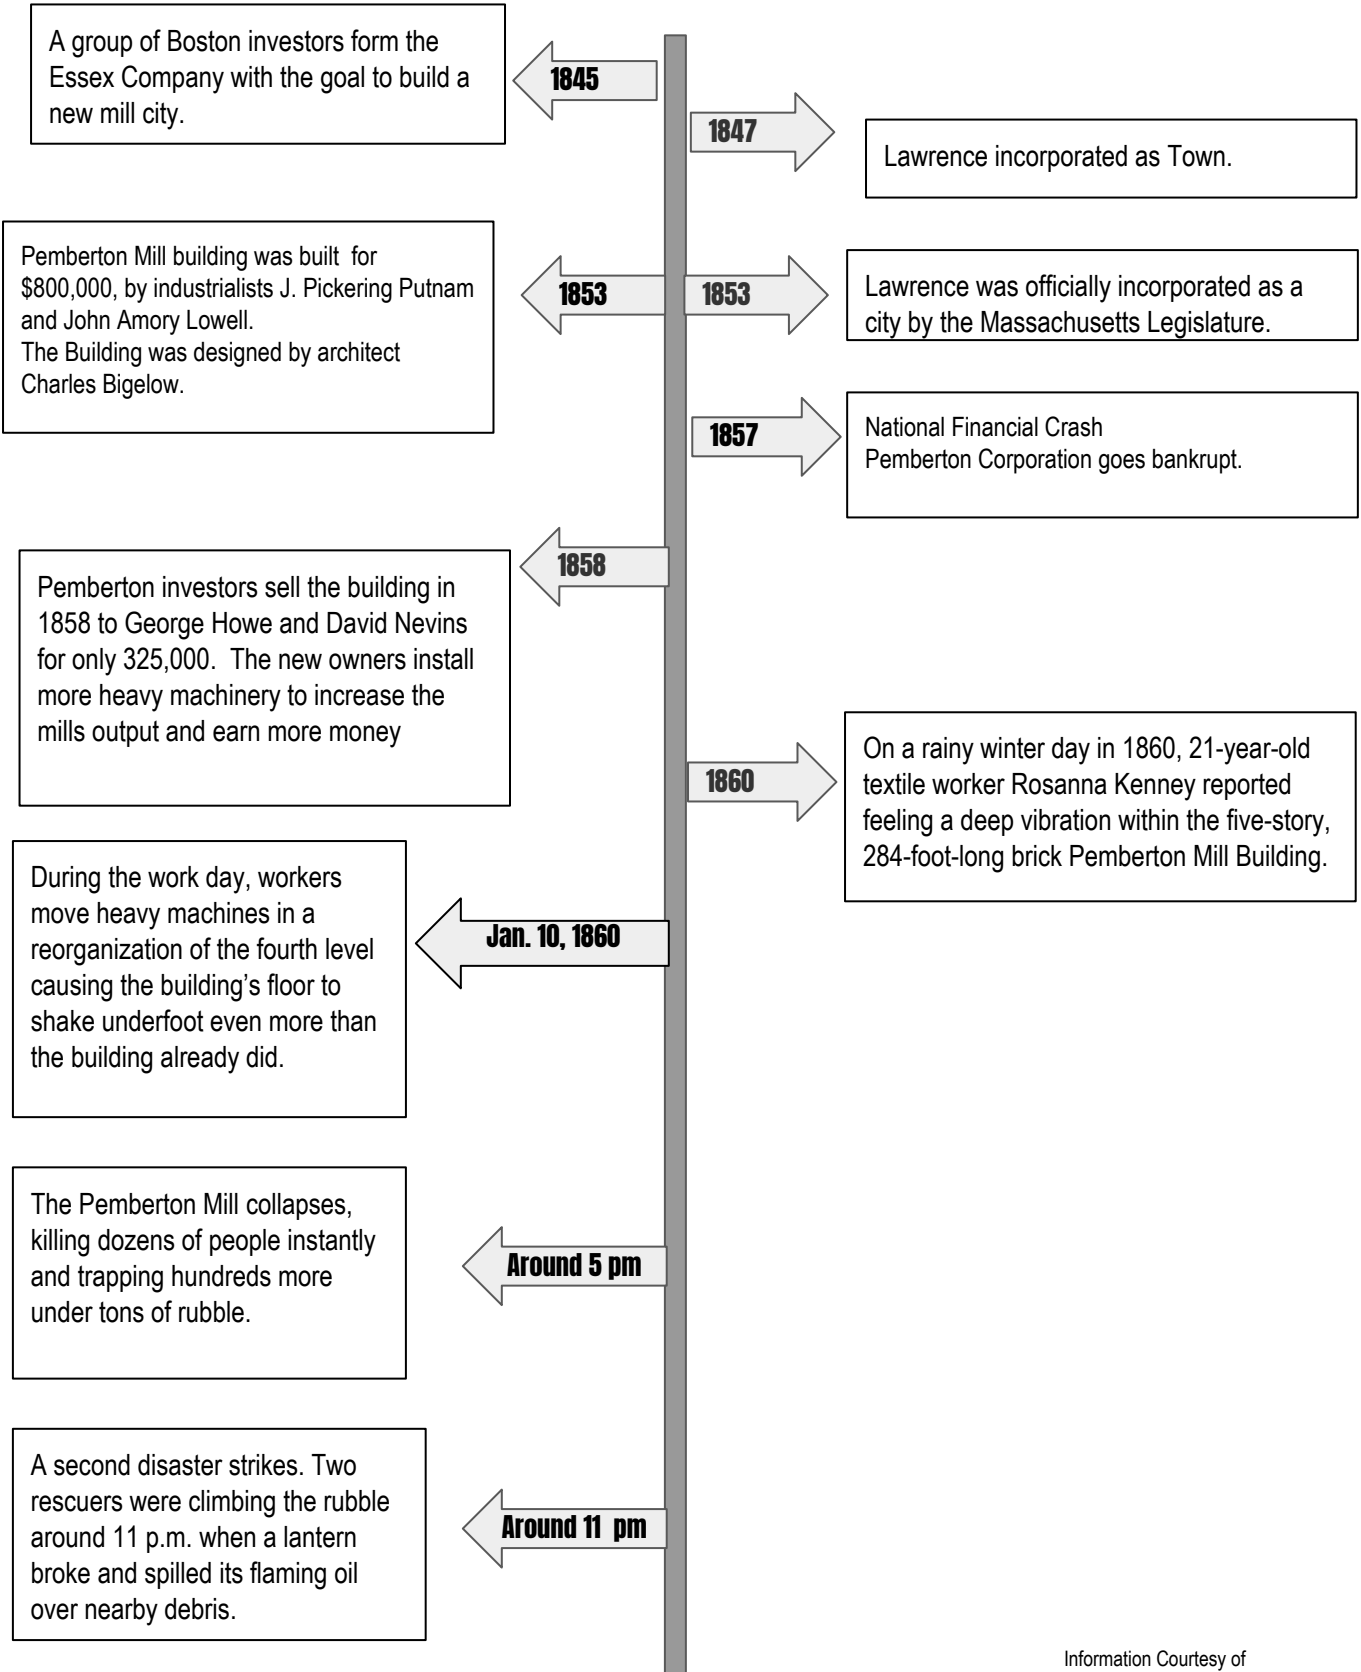 A group of Boston investors form the
Essex Company with the goal to build a
new mill city.
1845
1847
Lawrence incorporated as Town.
Pemberton Mill building was built  for
$800,000, by industrialists J. Pickering Putnam
and John Amory Lowell.
The Building was designed by architect
Charles Bigelow.
1853
1853
Lawrence was officially incorporated as a
city by the Massachusetts Legislature.
1857
National Financial Crash
Pemberton Corporation goes bankrupt.
1858
Pemberton investors sell the building in
1858 to George Howe and David Nevins
for only 325,000.  The new owners install
more heavy machinery to increase the
mills output and earn more money
1860
On a rainy winter day in 1860, 21-year-old
textile worker Rosanna Kenney reported
feeling a deep vibration within the five-story,
284-foot-long brick Pemberton Mill Building.
During the work day, workers
move heavy machines in a
reorganization of the fourth level
causing the building’s floor to
shake underfoot even more than
the building already did.
Jan. 10, 1860
The Pemberton Mill collapses,
killing dozens of people instantly
and trapping hundreds more
under tons of rubble.
Around 5 pm
A second disaster strikes. Two
rescuers were climbing the rubble
around 11 p.m. when a lantern
broke and spilled its flaming oil
over nearby debris.
Around 11  pm
Information Courtesy of